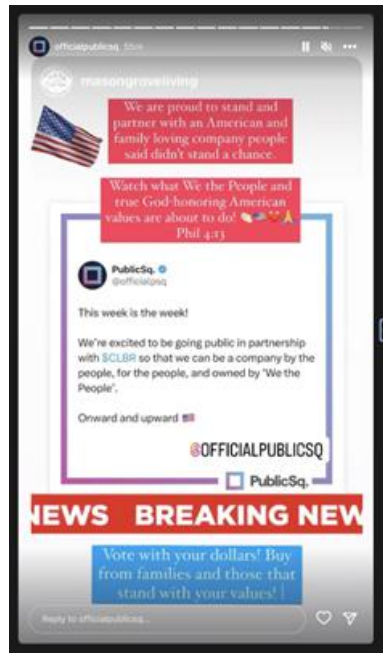 officialpublicsq 55m
masongroveliving
We are proud to stand and
partner with an American and
family loving company people
said didn't stand a chance.
Watch what We the People and
true God-honoring American
values are about to do! 👏🏻🇺🇸❤️🙏
Phil 4:13
PublicSq.
@officialpsq
This week is the week!
We're excited to be going public in partnership
with $CLBR so that we can be a company by the
people, for the people, and owned by "We the
People".
Onward and upward 🇺🇸
@OFFICIALPUBLICSQ
PublicSq.
NEWS BREAKING NEW
Vote with your dollars! Buy
from families and those that
stand with your values!
Reply to officialpublicsq...